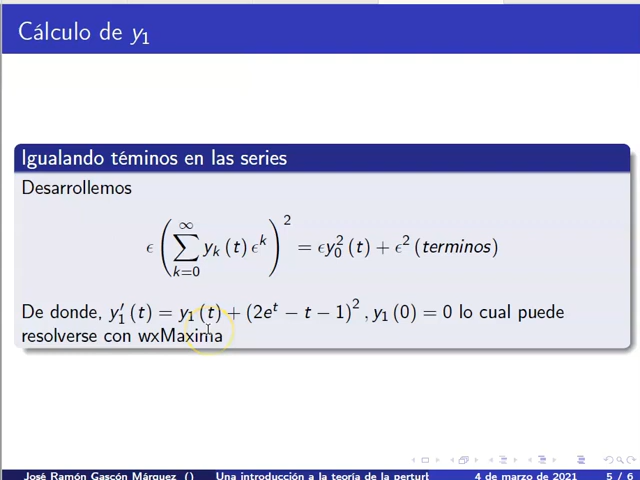 Cálculo de y₁
Igualando téminos en las series
Desarrollemos
ϵ (∑_{k=0}^{∞} y_k (t) ϵ^k)² = ϵy₀² (t) + ϵ² (terminos)
De donde, y₁′ (t) = y₁ (t) + (2e^t − t − 1)², y₁ (0) = 0 lo cual puede
resolverse con wxMaxima
José Ramón Gascón Márquez () Una introducción a la teoría de la perturb 4 de marzo de 2021 5 / 6